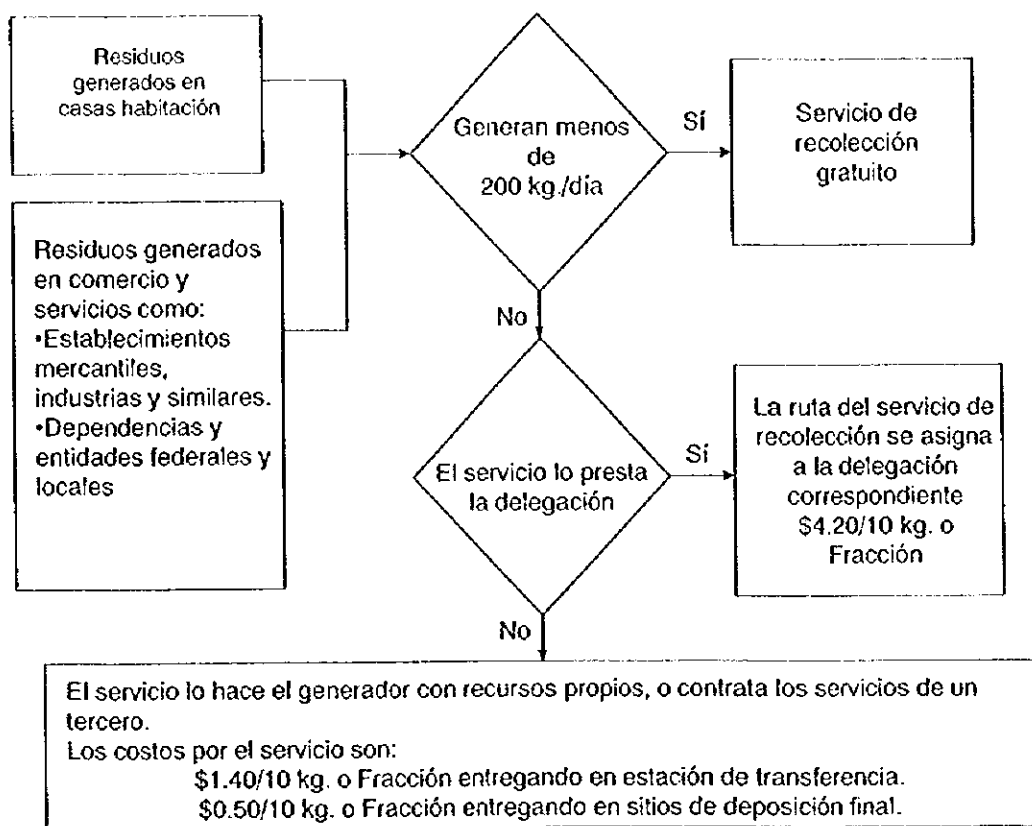 Residuos
generados en
casas habitación
Generan menos
de
200 kg./día
Sí
Servicio de
recolección
gratuito
Residuos generados
en comercio y
servicios como:
•Establecimientos
mercantiles,
industrias y similares.
•Dependencias y
entidades federales y
locales
No
El servicio lo presta
la delegación
Sí
La ruta del servicio de
recolección se asigna
a la delegación
correspondiente
$4.20/10 kg. o
Fracción
No
El servicio lo hace el generador con recursos propios, o contrata los servicios de un
tercero.
Los costos por el servicio son:
$1.40/10 kg. o Fracción entregando en estación de transferencia.
$0.50/10 kg. o Fracción entregando en sitios de deposición final.